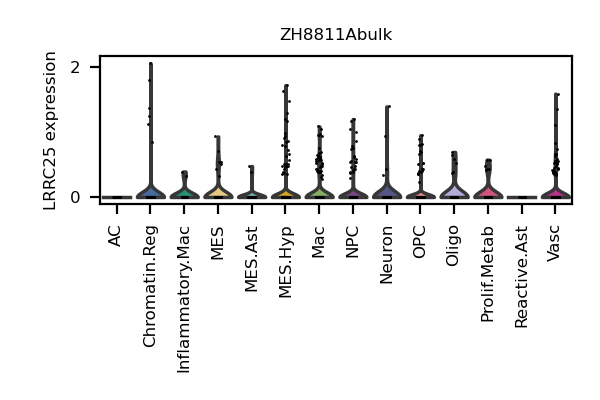 ZH8811Abulk
LRRC25 expression
2
0
AC
Chromatin.Reg
Inflammatory.Mac
MES
MES.Ast
MES.Hyp
Mac
NPC
Neuron
OPC
Oligo
Prolif.Metab
Reactive.Ast
Vasc